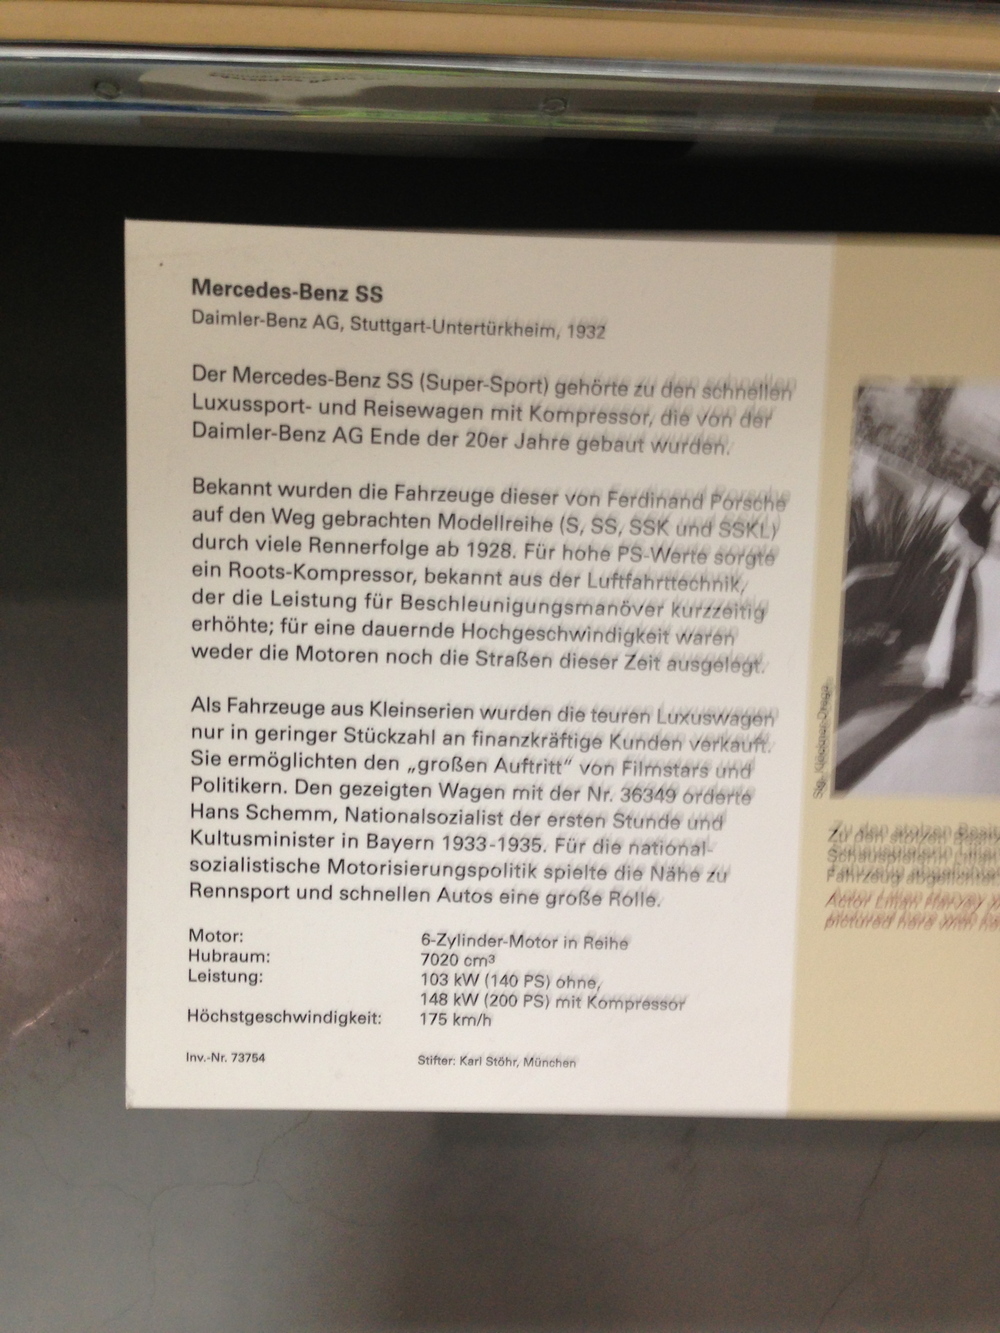 Mercedes-Benz SS
Daimler-Benz AG, Stuttgart-Untertürkheim, 1932
Der Mercedes-Benz SS (Super-Sport) gehörte zu den schnellen
Luxussport- und Reisewagen mit Kompressor, die von der
Daimler-Benz AG Ende der 20er Jahre gebaut wurden.
Bekannt wurden die Fahrzeuge dieser von Ferdinand Porsche
auf den Weg gebrachten Modellreihe (S, SS, SSK und SSKL)
durch viele Rennerfolge ab 1928. Für hohe PS-Werte sorgte
ein Roots-Kompressor, bekannt aus der Luftfahrttechnik,
der die Leistung für Beschleunigungsmanöver kurzzeitig
erhöhte; für eine dauernde Hochgeschwindigkeit waren
weder die Motoren noch die Straßen dieser Zeit ausgelegt.
Als Fahrzeuge aus Kleinserien wurden die teuren Luxuswagen
nur in geringer Stückzahl an finanzkräftige Kunden verkauft.
Sie ermöglichten den „großen Auftritt“ von Filmstars und
Politikern. Den gezeigten Wagen mit der Nr. 36349 orderte
Hans Schemm, Nationalsozialist der ersten Stunde und
Kultusminister in Bayern 1933-1935. Für die national-
sozialistische Motorisierungspolitik spielte die Nähe zu
Rennsport und schnellen Autos eine große Rolle.
Motor: 6-Zylinder-Motor in Reihe
Hubraum: 7020 cm³
Leistung: 103 kW (140 PS) ohne,
148 kW (200 PS) mit Kompressor
Höchstgeschwindigkeit: 175 km/h
Inv.-Nr. 73754 Stifter: Karl Stöhr, München
Zu den stolzen
Fahrzeug
pictured here with